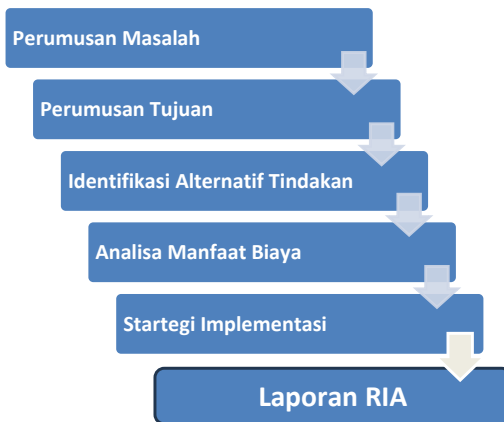 Perumusan Masalah
Perumusan Tujuan
Identifikasi Alternatif Tindakan
Analisa Manfaat Biaya
Startegi Implementasi
Laporan RIA